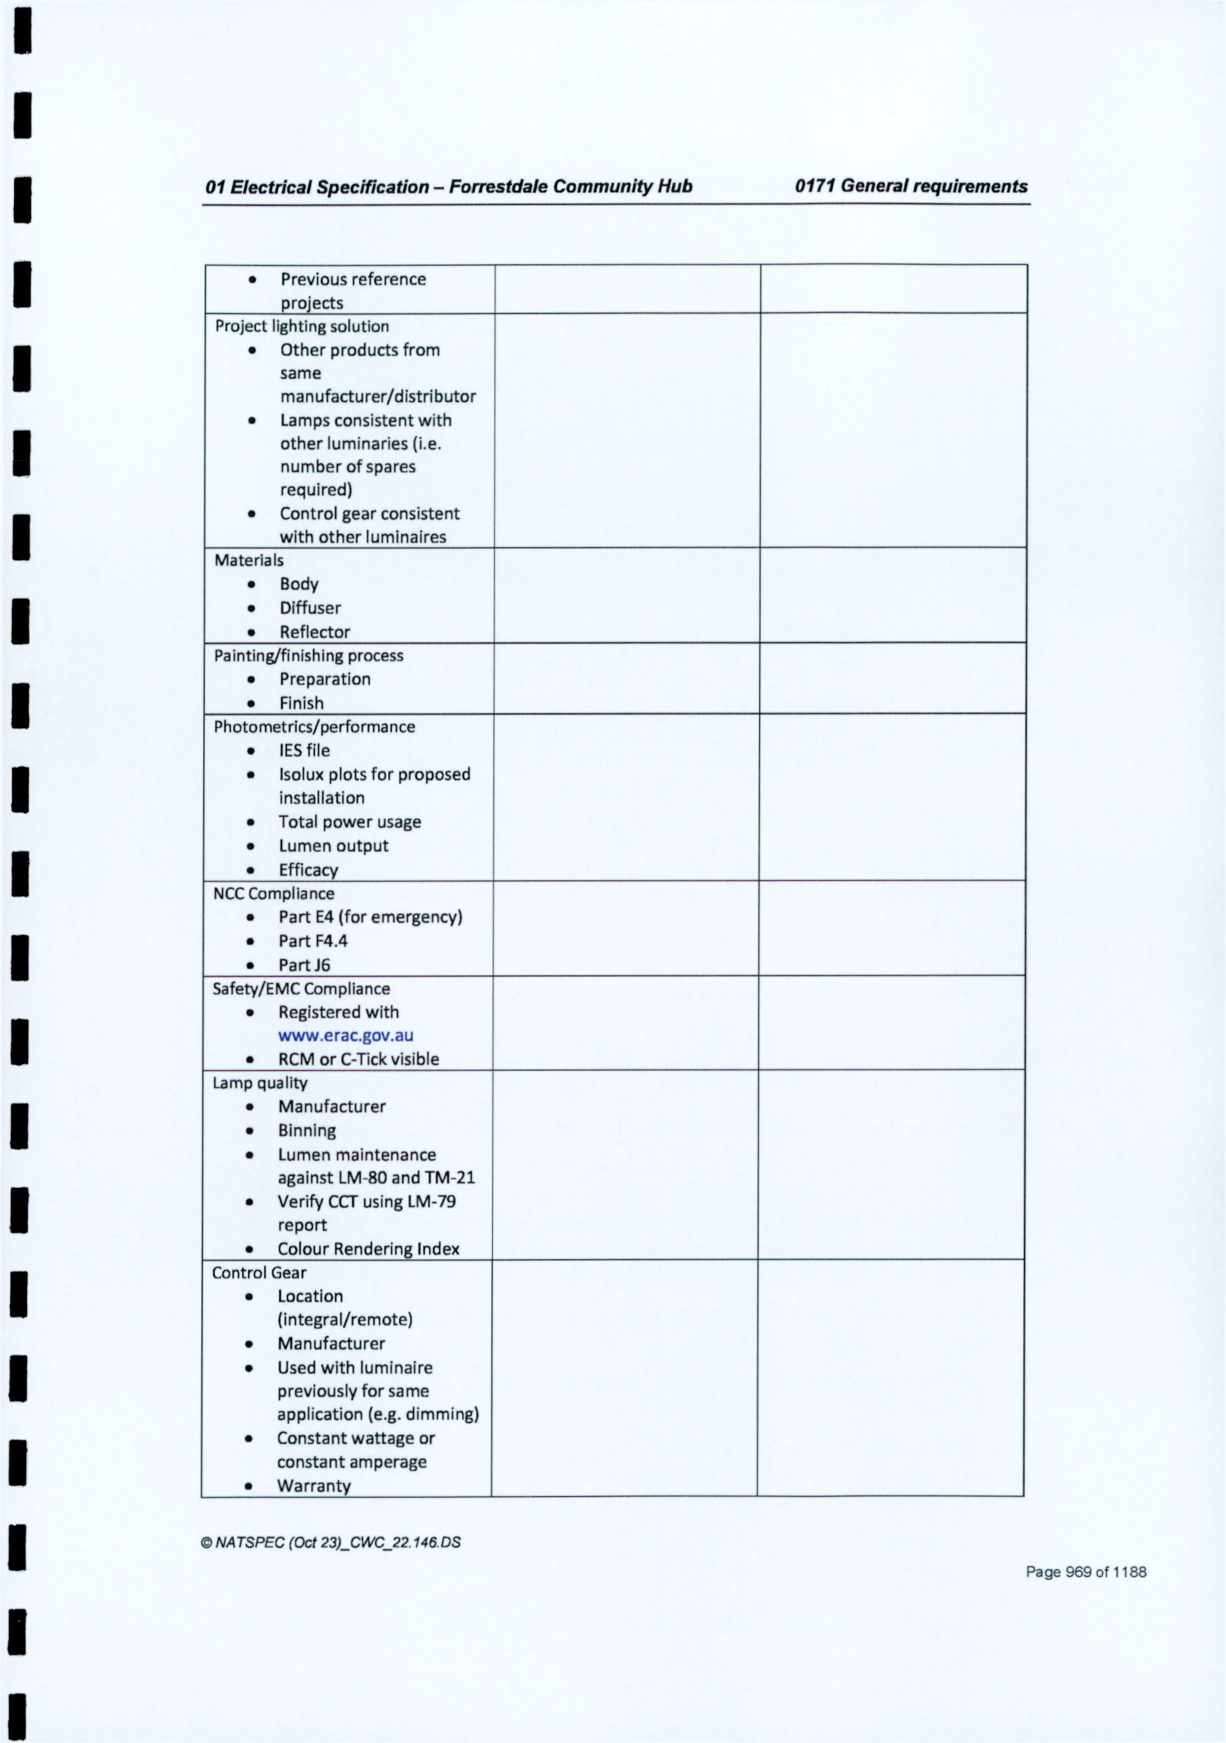 01 Electrical Specification – Forrestdale Community Hub 0171 General requirements
• Previous reference
projects
Project lighting solution
• Other products from
same
manufacturer/distributor
• Lamps consistent with
other luminaries (i.e.
number of spares
required)
• Control gear consistent
with other luminaires
Materials
• Body
• Diffuser
• Reflector
Painting/finishing process
• Preparation
• Finish
Photometrics/performance
• IES file
• Isolux plots for proposed
installation
• Total power usage
• Lumen output
• Efficacy
NCC Compliance
• Part E4 (for emergency)
• Part F4.4
• Part J6
Safety/EMC Compliance
• Registered with
www.erac.gov.au
• RCM or C-Tick visible
Lamp quality
• Manufacturer
• Binning
• Lumen maintenance
against LM-80 and TM-21
• Verify CCT using LM-79
report
• Colour Rendering Index
Control Gear
• Location
(integral/remote)
• Manufacturer
• Used with luminaire
previously for same
application (e.g. dimming)
• Constant wattage or
constant amperage
• Warranty
© NATSPEC (Oct 23)_CWC_22.146.DS
Page 969 of 1188